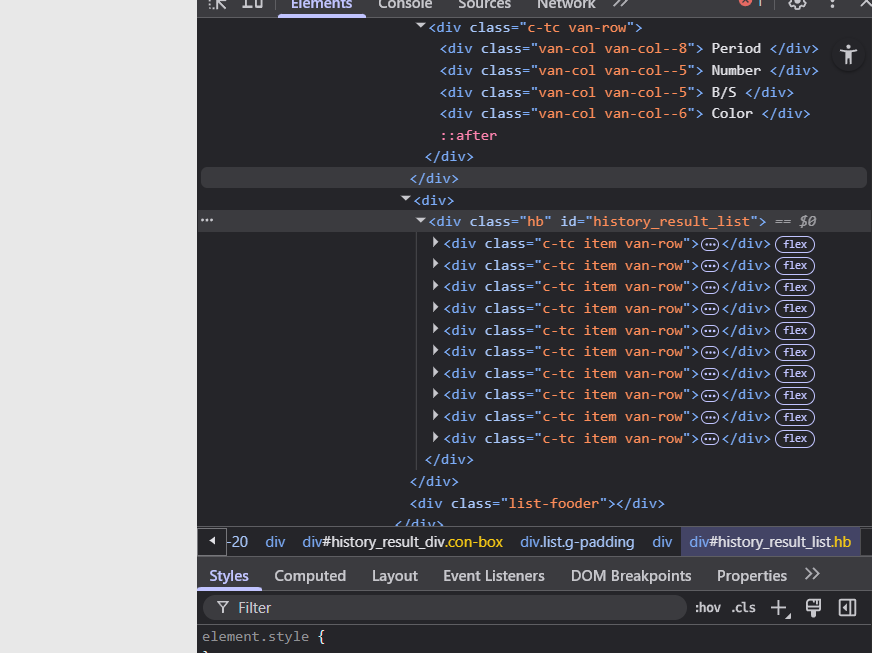 Elements Console Sources Network 1
<div class="c-tc van-row">
<div class="van-col van-col--8"> Period </div>
<div class="van-col van-col--5"> Number </div>
<div class="van-col van-col--5"> B/S </div>
<div class="van-col van-col--6"> Color </div>
::after
</div>
</div>
<div>
<div class="hb" id="history_result_list"> == $0
<div class="c-tc item van-row">…</div> flex
<div class="c-tc item van-row">…</div> flex
<div class="c-tc item van-row">…</div> flex
<div class="c-tc item van-row">…</div> flex
<div class="c-tc item van-row">…</div> flex
<div class="c-tc item van-row">…</div> flex
<div class="c-tc item van-row">…</div> flex
<div class="c-tc item van-row">…</div> flex
<div class="c-tc item van-row">…</div> flex
<div class="c-tc item van-row">…</div> flex
</div>
</div>
<div class="list-fooder"></div>
</div>
-20 div div#history_result_div.con-box div.list.g-padding div div#history_result_list.hb
Styles Computed Layout Event Listeners DOM Breakpoints Properties
Filter :hov .cls
element.style {